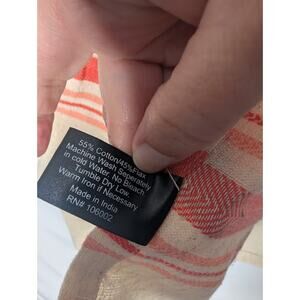 55% Cotton/45% Flax
Machine Wash Seperately
in cold Water. No Bleach
Tumble Dry Low.
Warm Iron if Necessary
Made in India
RN# 106002